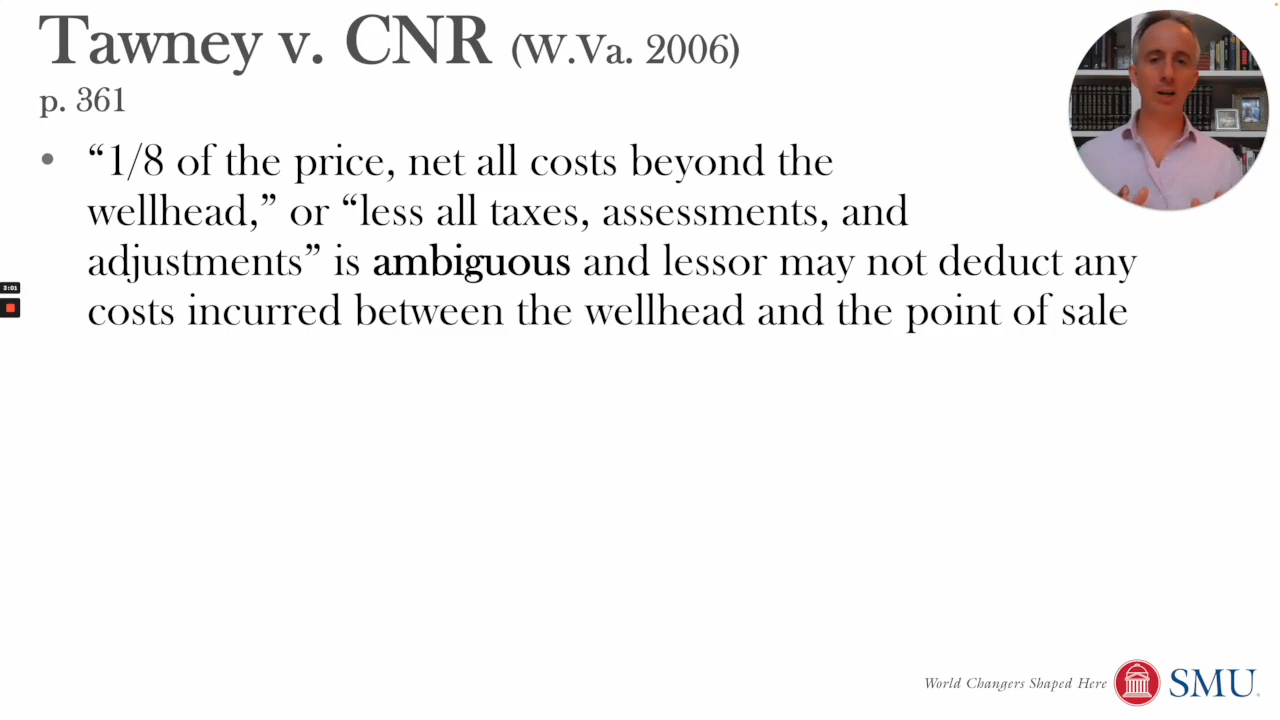 Tawney v. CNR (W.Va. 2006)
p. 361
• “1/8 of the price, net all costs beyond the
wellhead,” or “less all taxes, assessments, and
adjustments” is ambiguous and lessor may not deduct any
costs incurred between the wellhead and the point of sale
3:01
World Changers Shaped Here SMU